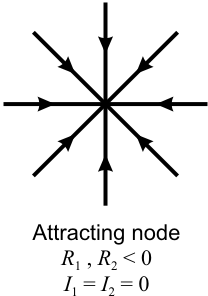 Attracting node
R₁ , R₂ < 0
I₁ = I₂ = 0